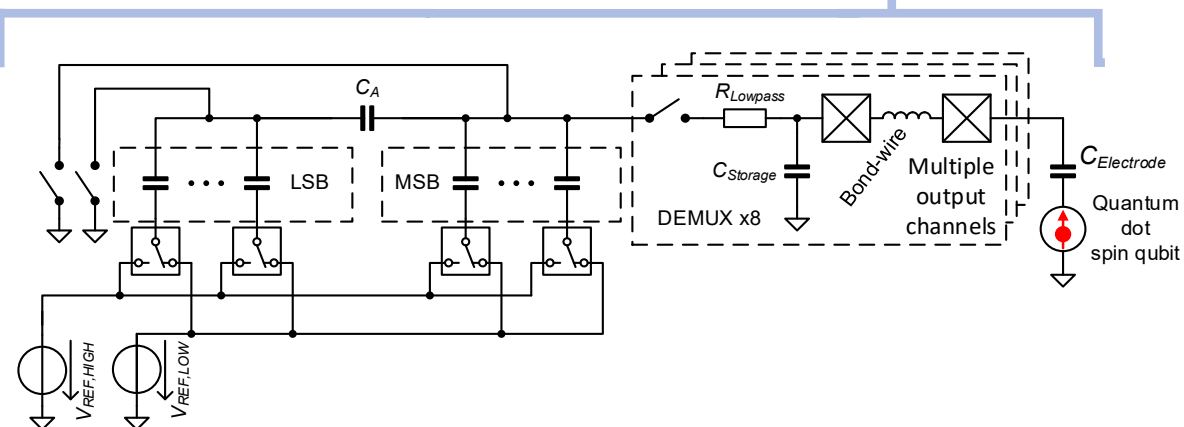 C_A
R_Lowpass
LSB
MSB
C_Storage
Bond-wire
Multiple
output
channels
DEMUX x8
C_Electrode
Quantum
dot
spin qubit
V_REF,HIGH
V_REF,LOW